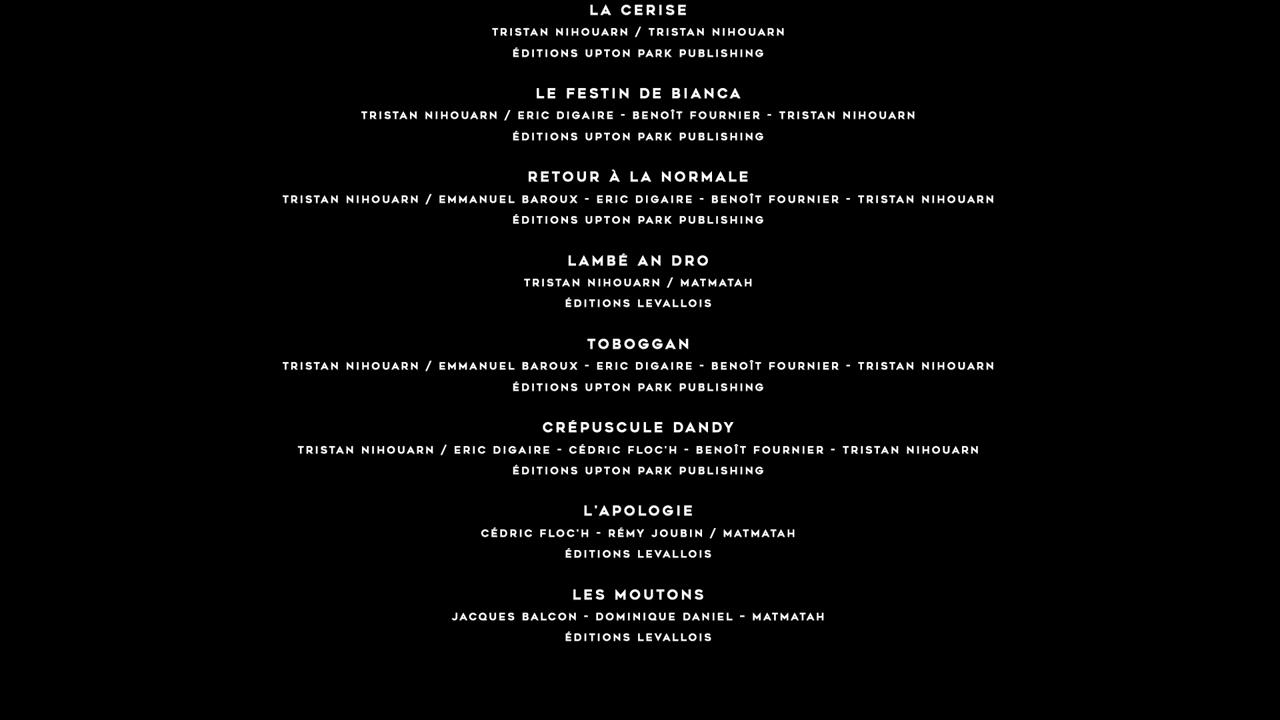 LA CERISE
TRISTAN NIHOUARN / TRISTAN NIHOUARN
ÉDITIONS UPTON PARK PUBLISHING
LE FESTIN DE BIANCA
TRISTAN NIHOUARN / ERIC DIGAIRE - BENOÎT FOURNIER - TRISTAN NIHOUARN
ÉDITIONS UPTON PARK PUBLISHING
RETOUR À LA NORMALE
TRISTAN NIHOUARN / EMMANUEL BAROUX - ERIC DIGAIRE - BENOÎT FOURNIER - TRISTAN NIHOUARN
ÉDITIONS UPTON PARK PUBLISHING
LAMBÉ AN DRO
TRISTAN NIHOUARN / MATMATAH
ÉDITIONS LEVALLOIS
TOBOGGAN
TRISTAN NIHOUARN / EMMANUEL BAROUX - ERIC DIGAIRE - BENOÎT FOURNIER - TRISTAN NIHOUARN
ÉDITIONS UPTON PARK PUBLISHING
CRÉPUSCULE DANDY
TRISTAN NIHOUARN / ERIC DIGAIRE - CÉDRIC FLOC'H - BENOÎT FOURNIER - TRISTAN NIHOUARN
ÉDITIONS UPTON PARK PUBLISHING
L'APOLOGIE
CÉDRIC FLOC'H - RÉMY JOUBIN / MATMATAH
ÉDITIONS LEVALLOIS
LES MOUTONS
JACQUES BALCON - DOMINIQUE DANIEL - MATMATAH
ÉDITIONS LEVALLOIS